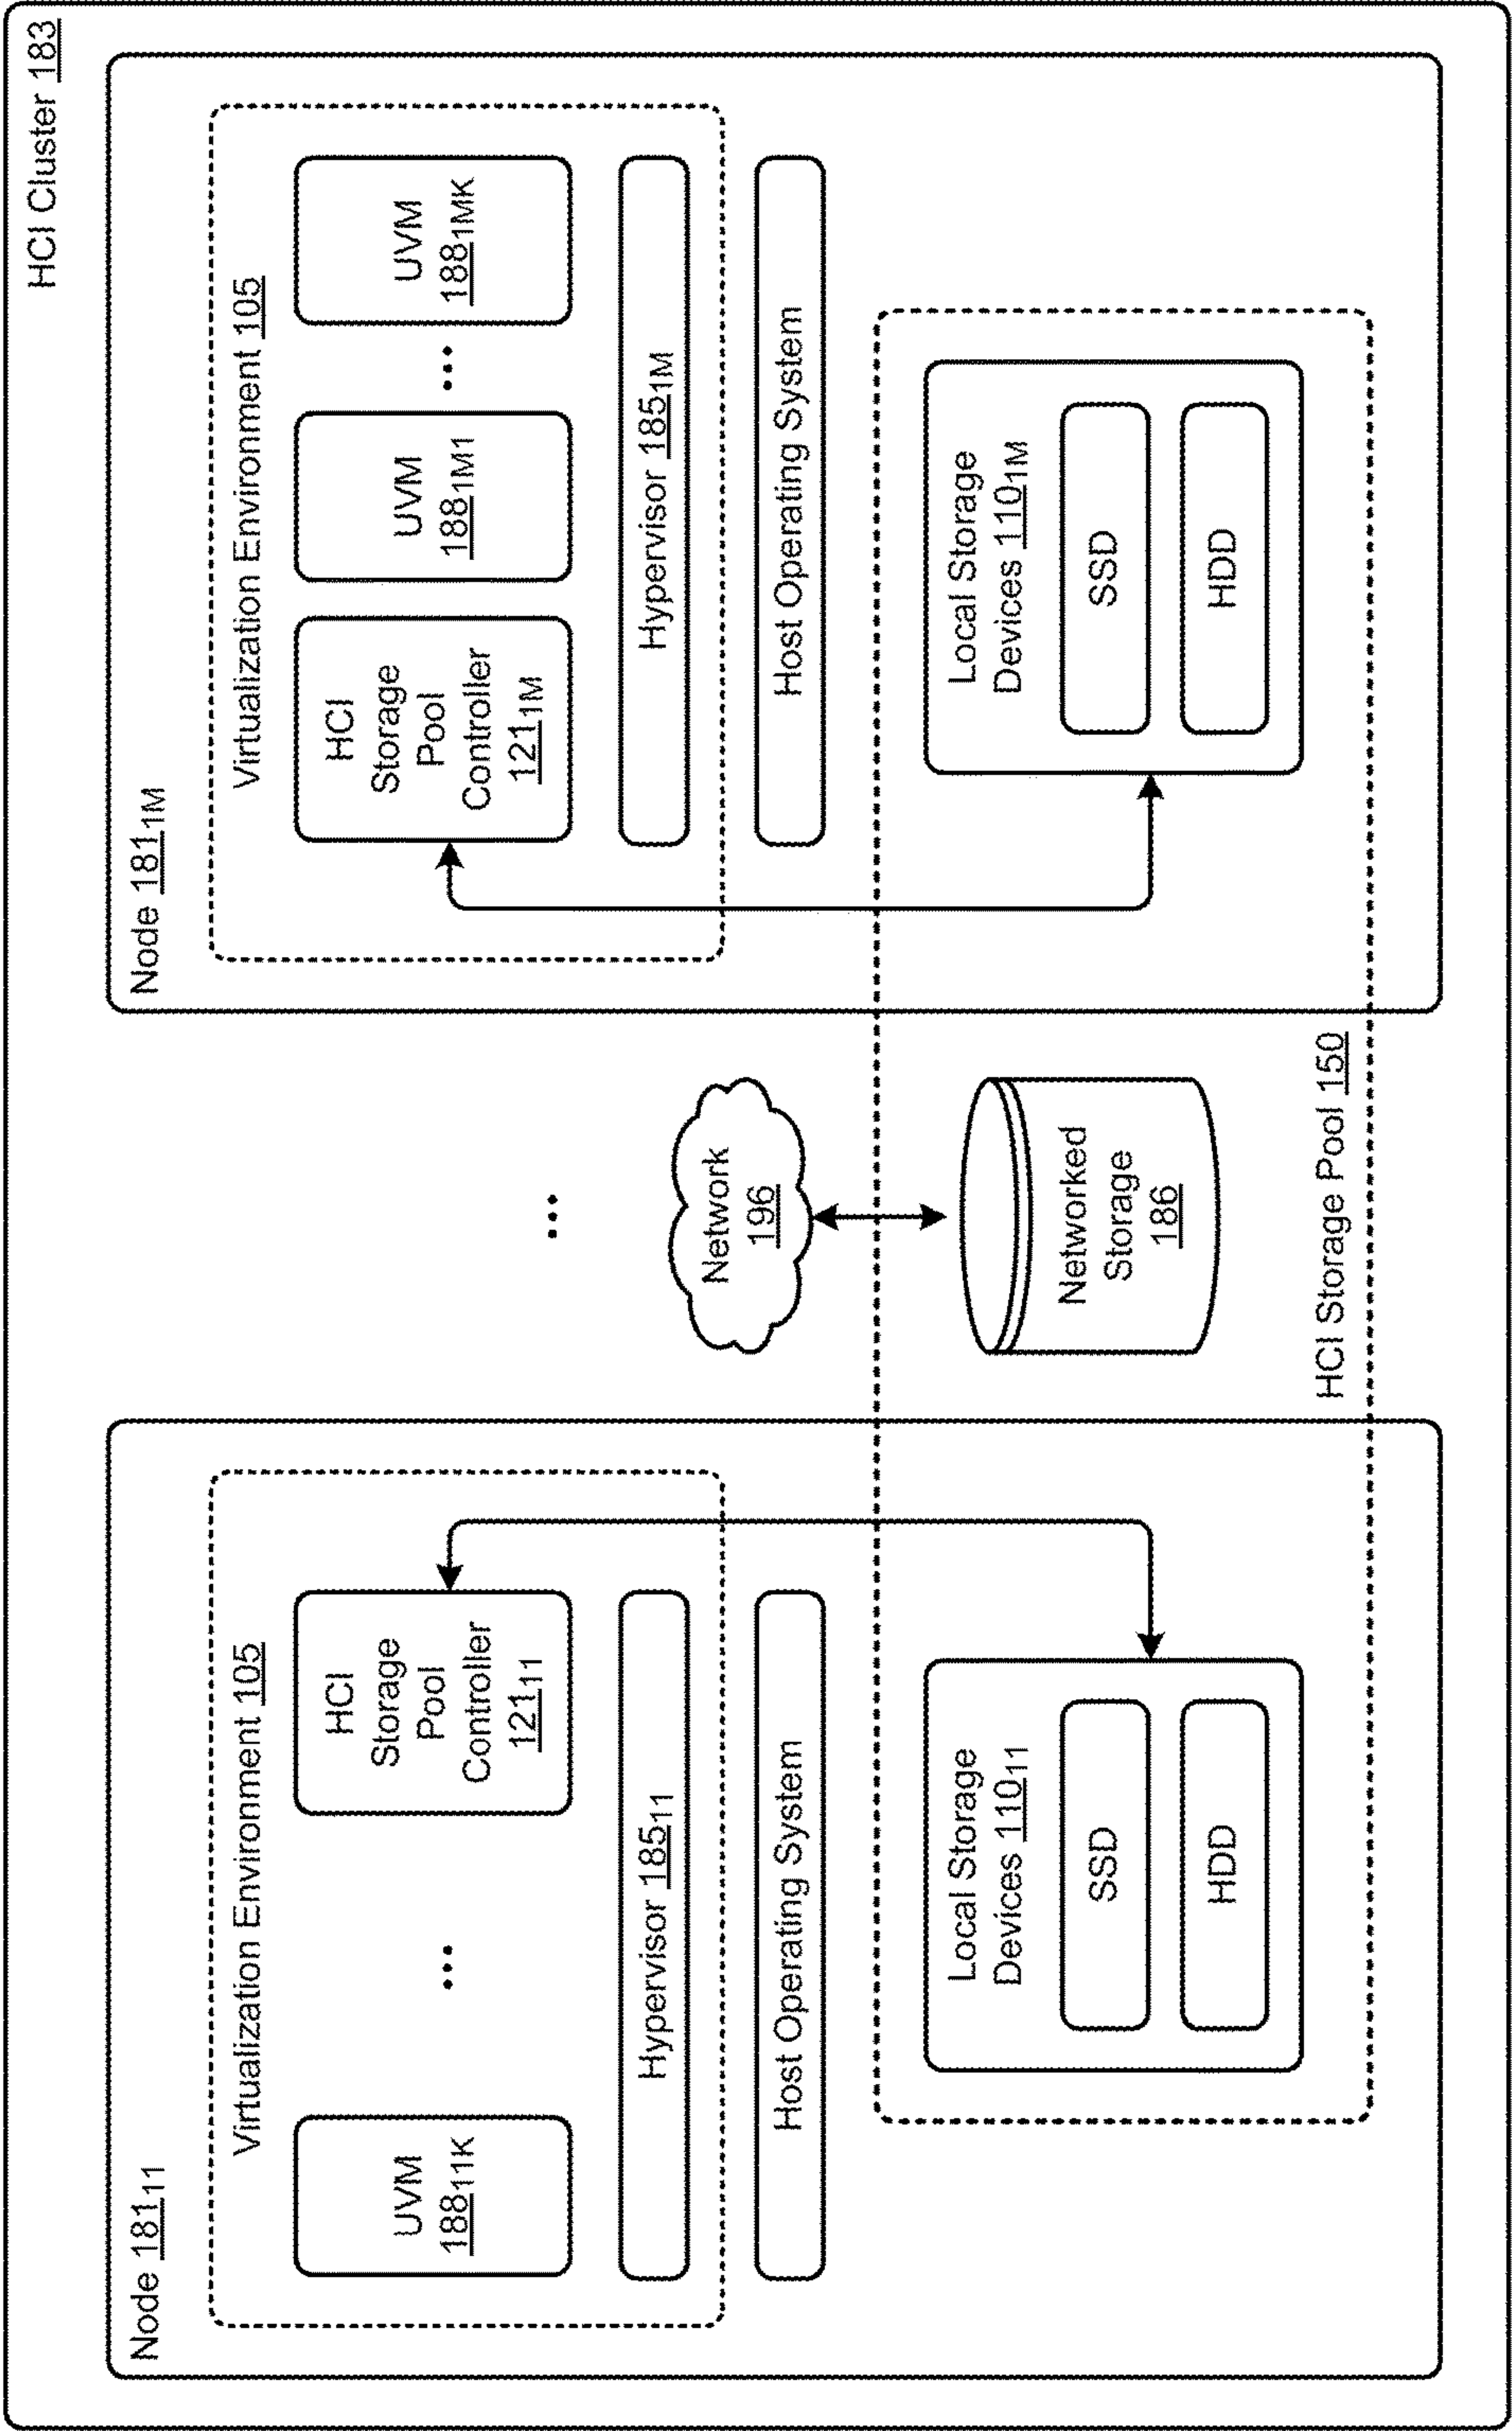 HCI Cluster 183
Node 181₁₁
Virtualization Environment 105
UVM
188₁₁K
...
HCI
Storage
Pool
Controller
121₁₁
Hypervisor 185₁₁
Host Operating System
Local Storage
Devices 110₁₁
SSD
HDD
...
Network
196
Networked
Storage
186
HCI Storage Pool 150
Node 181₁M
Virtualization Environment 105
HCI
Storage
Pool
Controller
121₁M
UVM
188₁M₁
...
UVM
188₁MK
Hypervisor 185₁M
Host Operating System
Local Storage
Devices 110₁M
SSD
HDD